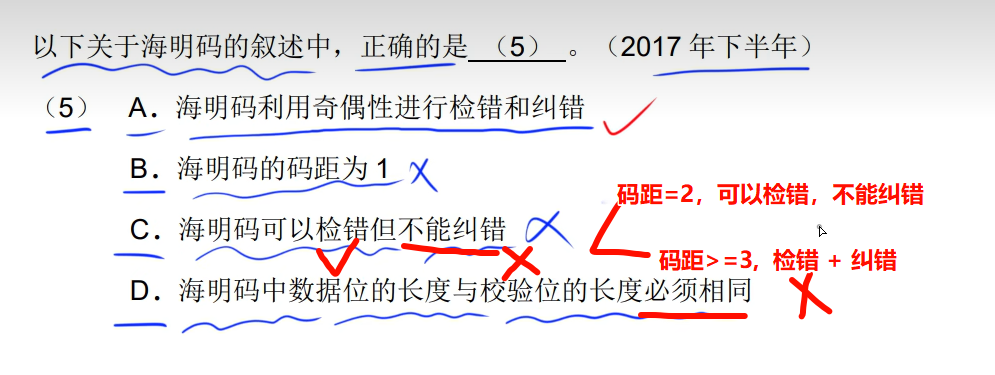 以下关于海明码的叙述中，正确的是 （5） 。（2017 年下半年）
（5） A．海明码利用奇偶性进行检错和纠错
B．海明码的码距为 1
码距=2，可以检错，不能纠错
C．海明码可以检错但不能纠错
码距>=3, 检错 + 纠错
D．海明码中数据位的长度与校验位的长度必须相同